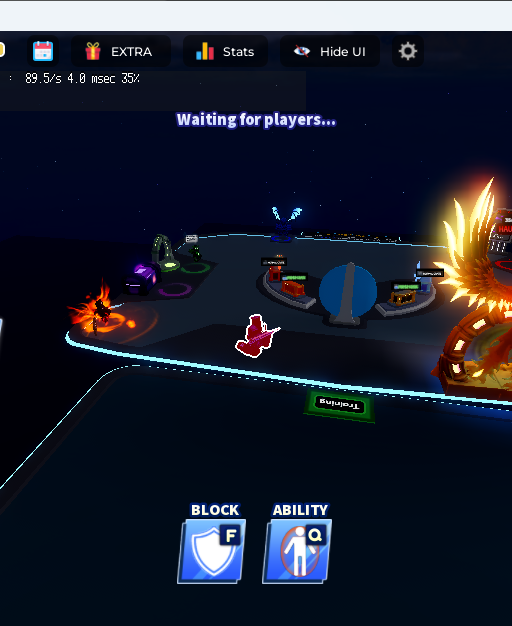 EXTRA
Stats
Hide UI
: 89.5/s 4.0 msec 35%
Waiting for players...
Training
BLOCK
ABILITY
F
Q